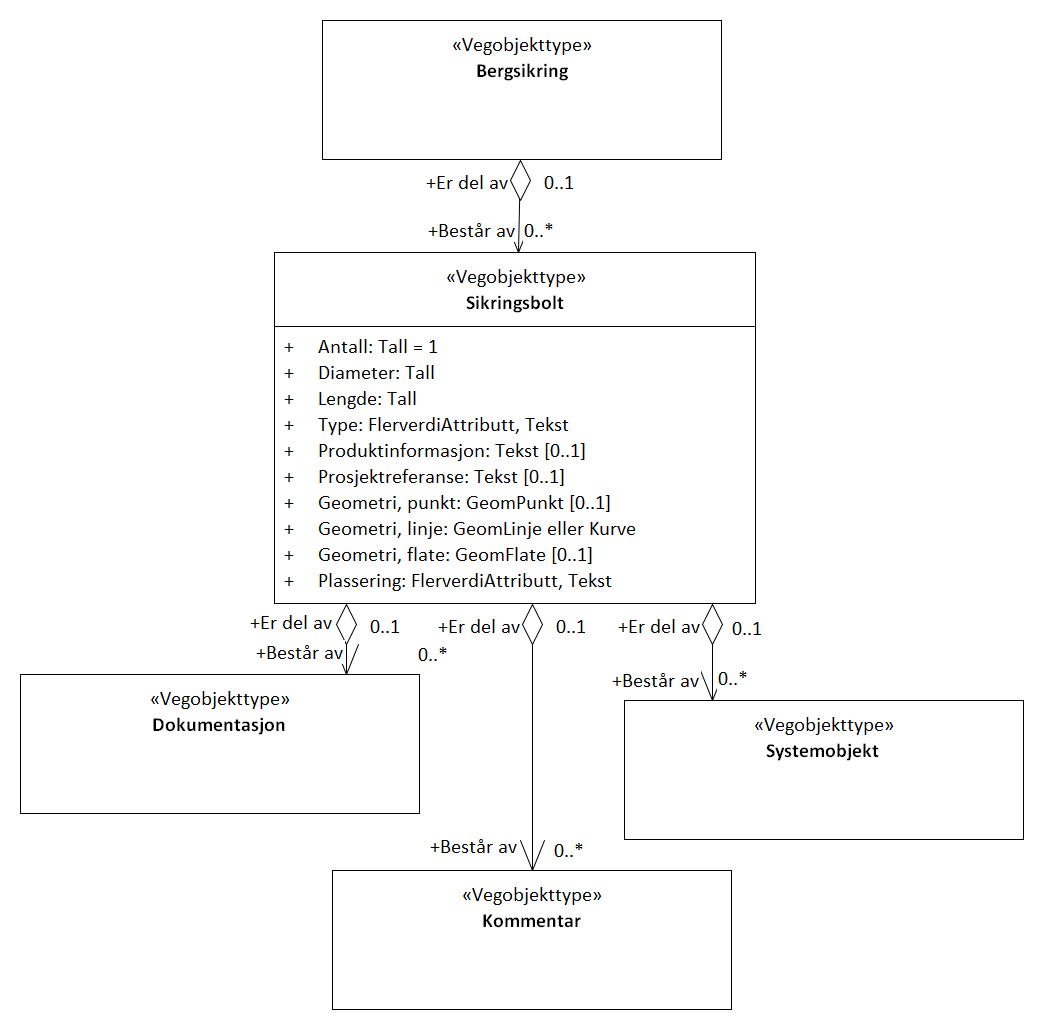 «Vegobjekttype»
Bergsikring
+Er del av 0..1
+Består av 0..*
«Vegobjekttype»
Sikringsbolt
+ Antall: Tall = 1
+ Diameter: Tall
+ Lengde: Tall
+ Type: FlerverdiAttributt, Tekst
+ Produktinformasjon: Tekst [0..1]
+ Prosjektreferanse: Tekst [0..1]
+ Geometri, punkt: GeomPunkt [0..1]
+ Geometri, linje: GeomLinje eller Kurve
+ Geometri, flate: GeomFlate [0..1]
+ Plassering: FlerverdiAttributt, Tekst
+Er del av 0..1 +Er del av 0..1 +Er del av 0..1
+Består av 0..*
+Består av 0..*
«Vegobjekttype»
Dokumentasjon
«Vegobjekttype»
Systemobjekt
+Består av 0..*
«Vegobjekttype»
Kommentar